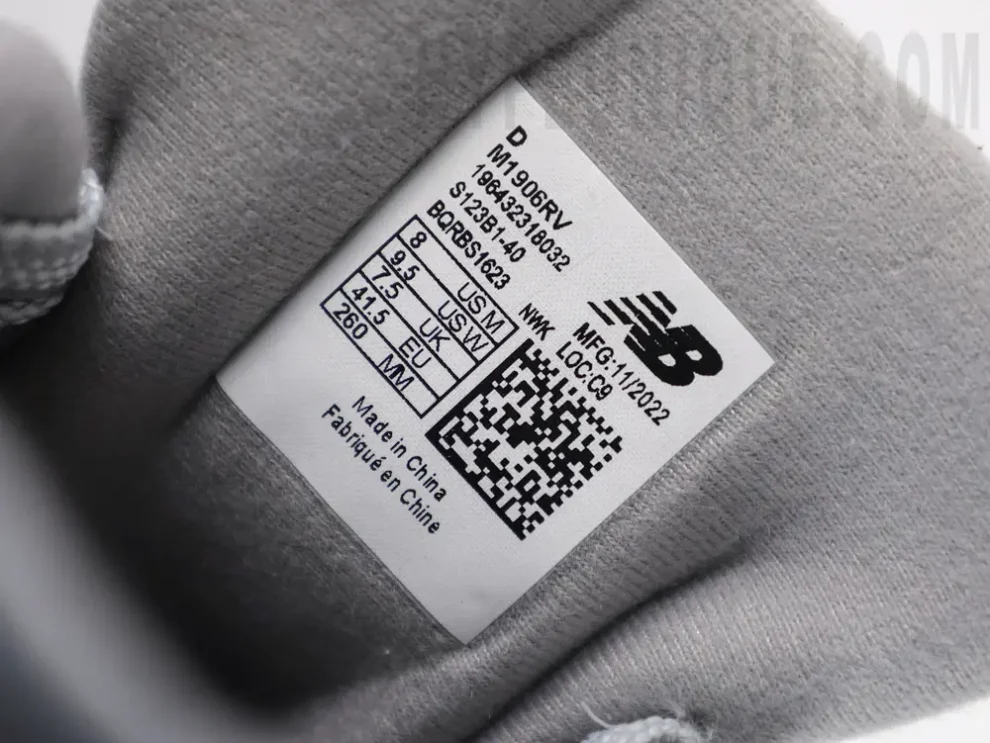 D
M1906RV
196432318032
S123B1-40
BQRBS1623
8 US M
9.5 US W
7.5 UK
41.5 EU
260 MM
NWK
NB
MFG:11/2022
LOC:C9
Made in China
Fabriqué en Chine